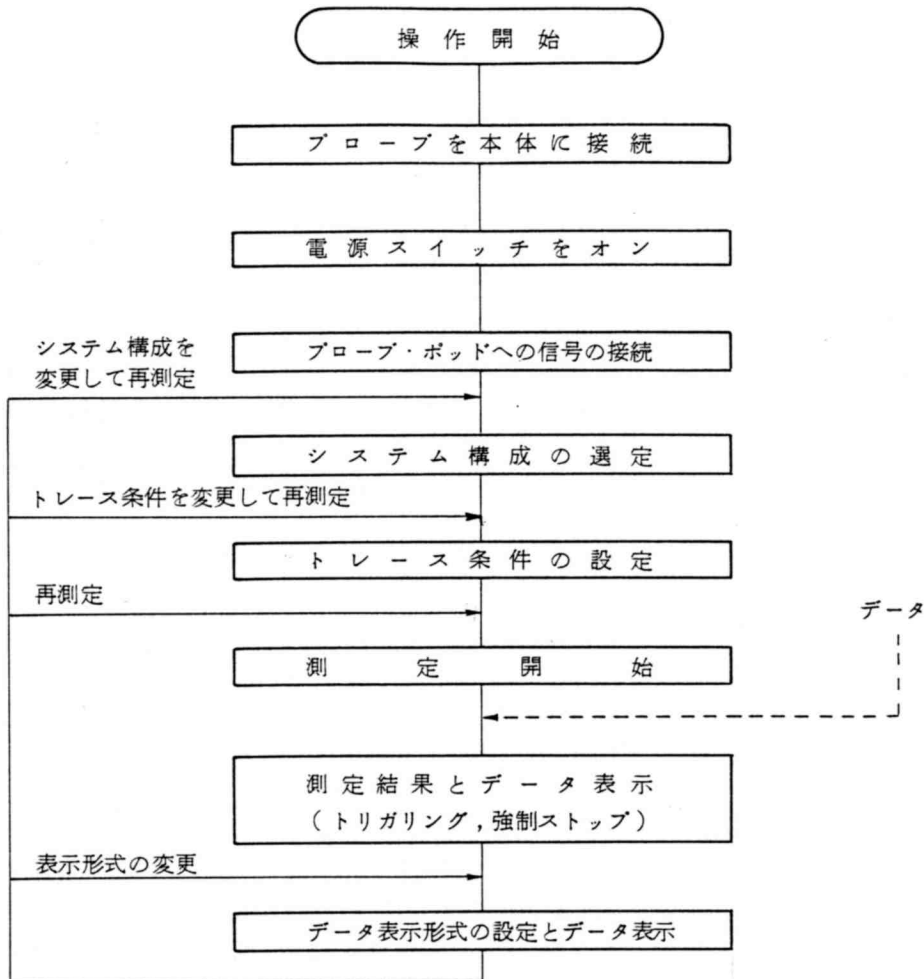 操作開始
プローブを本体に接続
電源スイッチをオン
システム構成を
変更して再測定
プローブ・ポッドへの信号の接続
システム構成の選定
トレース条件を変更して再測定
トレース条件の設定
再測定
データ
測定開始
測定結果とデータ表示
(トリガリング,強制ストップ)
表示形式の変更
データ表示形式の設定とデータ表示